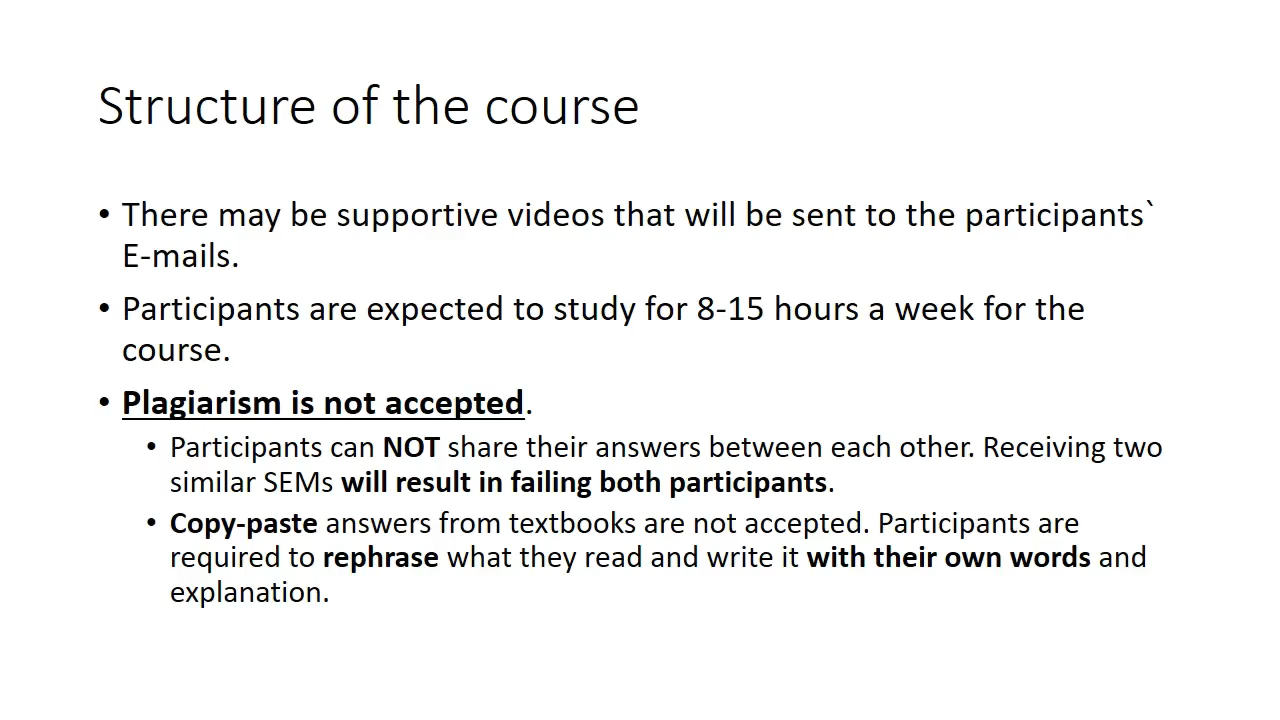 Structure of the course
• There may be supportive videos that will be sent to the participants`
E-mails.
• Participants are expected to study for 8-15 hours a week for the
course.
• Plagiarism is not accepted.
• Participants can NOT share their answers between each other. Receiving two
similar SEMs will result in failing both participants.
• Copy-paste answers from textbooks are not accepted. Participants are
required to rephrase what they read and write it with their own words and
explanation.